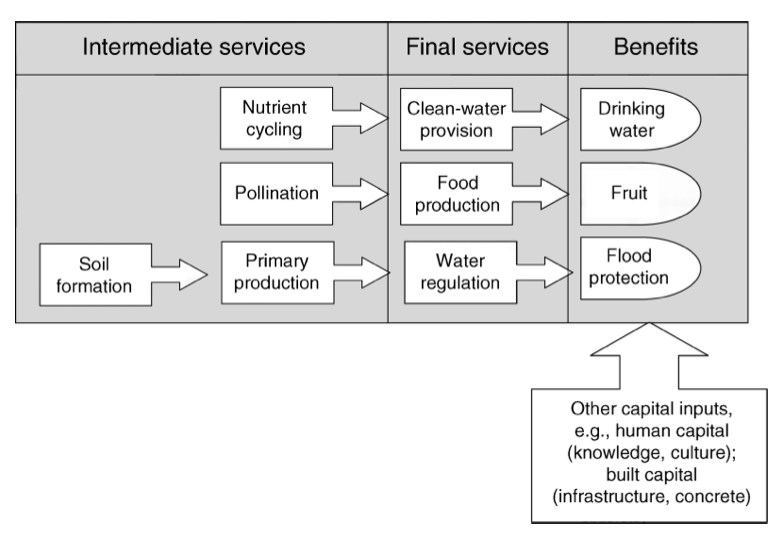 Intermediate services
Final services
Benefits
Nutrient
cycling
Clean-water
provision
Drinking
water
Pollination
Food
production
Fruit
Soil
formation
Primary
production
Water
regulation
Flood
protection
Other capital inputs,
e.g., human capital
(knowledge, culture);
built capital
(infrastructure, concrete)